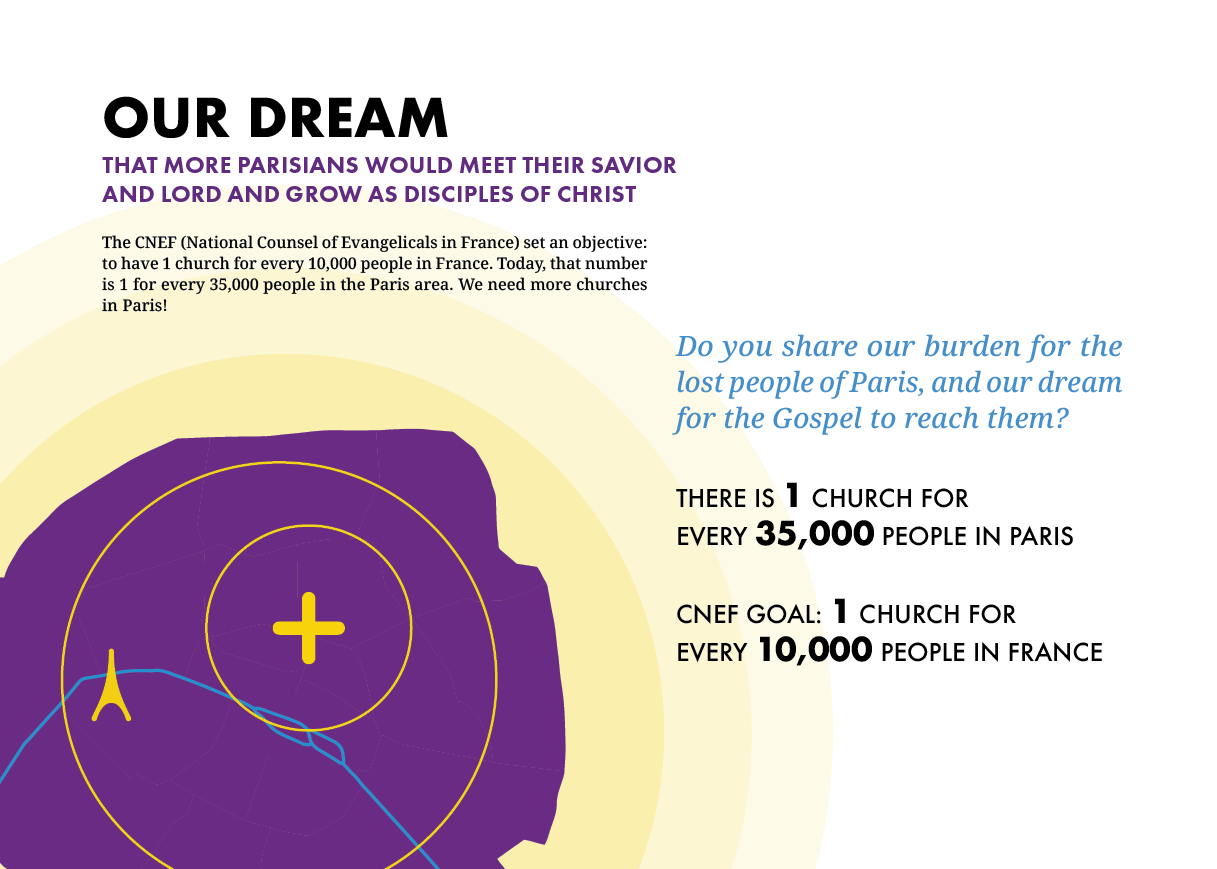 OUR DREAM
THAT MORE PARISIANS WOULD MEET THEIR SAVIOR
AND LORD AND GROW AS DISCIPLES OF CHRIST
The CNEF (National Counsel of Evangelicals in France) set an objective:
to have 1 church for every 10,000 people in France. Today, that number
is 1 for every 35,000 people in the Paris area. We need more churches
in Paris!
Do you share our burden for the
lost people of Paris, and our dream
for the Gospel to reach them?
THERE IS 1 CHURCH FOR
EVERY 35,000 PEOPLE IN PARIS
CNEF GOAL: 1 CHURCH FOR
EVERY 10,000 PEOPLE IN FRANCE